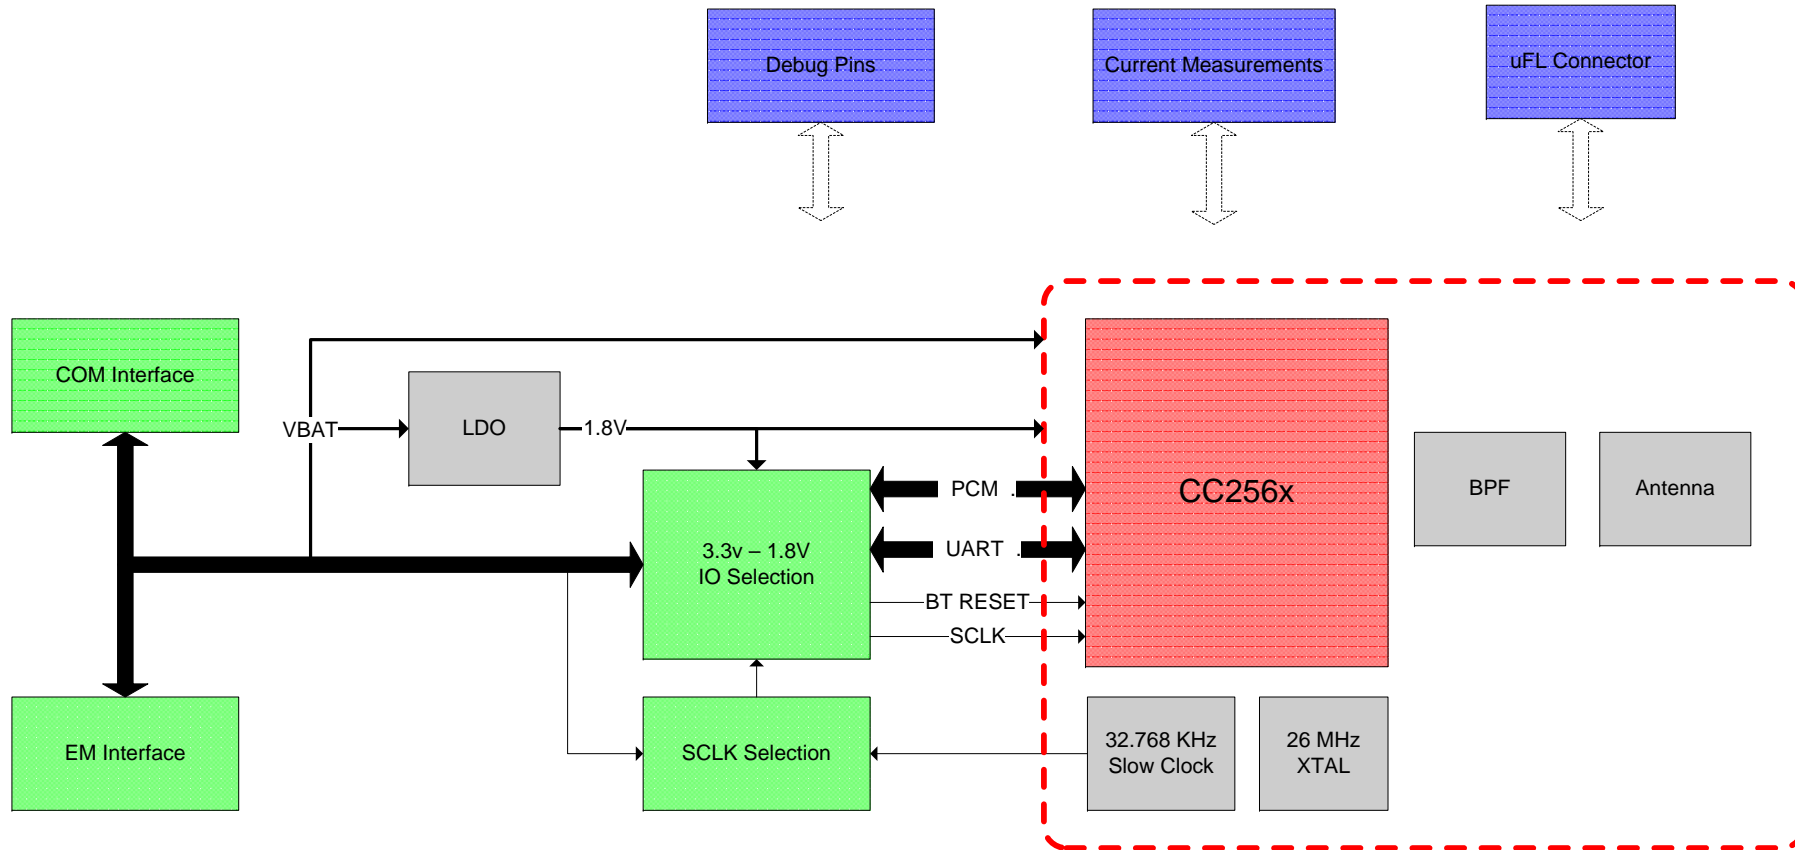 Debug Pins
Current Measurements
uFL Connector
COM Interface
VBAT
LDO
1.8V
PCM .
CC256x
BPF
Antenna
3.3v – 1.8V
IO Selection
UART .
BT RESET
SCLK
EM Interface
SCLK Selection
32.768 KHz
Slow Clock
26 MHz
XTAL